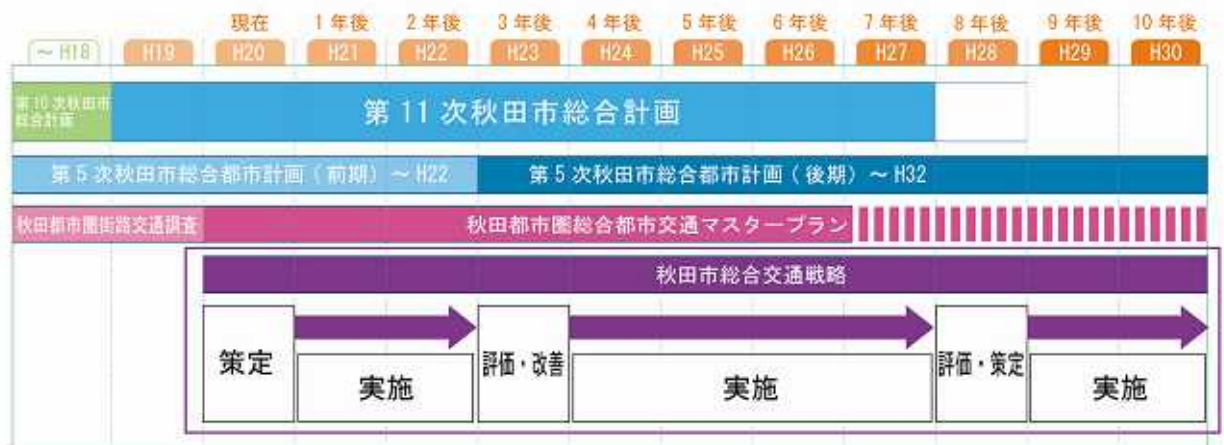 現在 1年後 2年後 3年後 4年後 5年後 6年後 7年後 8年後 9年後 10年後
～H18 H19 H20 H21 H22 H23 H24 H25 H26 H27 H28 H29 H30
第10次秋田市
総合計画
第11次秋田市総合計画
第5次秋田市総合都市計画（前期）～H22 第5次秋田市総合都市計画（後期）～H32
秋田都市圏街路交通調査 秋田都市圏総合都市交通マスタープラン
秋田市総合交通戦略
策定 評価・改善 評価・策定
実施 実施 実施